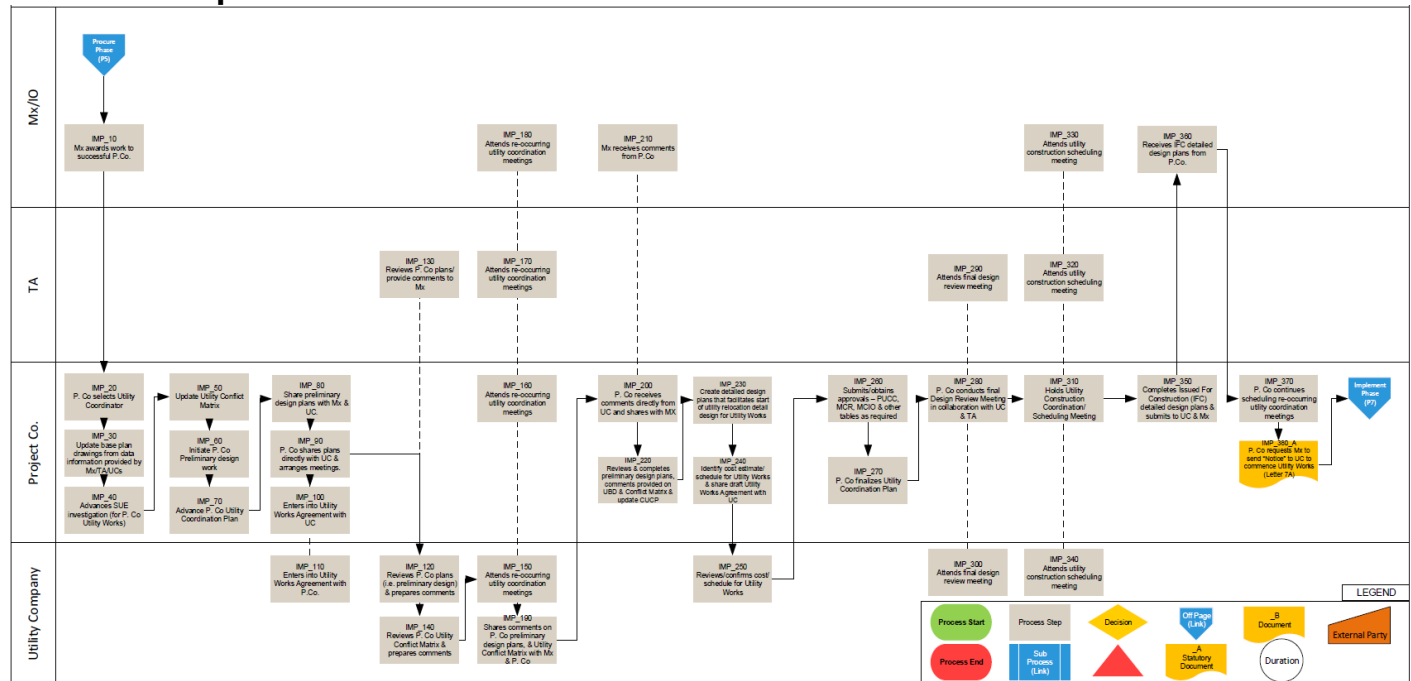 Mx/IO
Procure
Phase
(P5)
IMP_10
Mx awards work to
successful P.Co.
IMP_180
Attends re-occurring
utility coordination
meetings
IMP_210
Mx receives comments
from P.Co
IMP_330
Attends utility
construction scheduling
meeting
IMP_360
Receives IFC detailed
design plans from
P.Co.
TA
IMP_130
Reviews P. Co plans/
provide comments to
Mx
IMP_170
Attends re-occurring
utility coordination
meetings
IMP_290
Attends final design
review meeting
IMP_320
Attends utility
construction scheduling
meeting
Project Co.
IMP_20
P. Co selects Utility
Coordinator
IMP_30
Update base plan
drawings from data
information provided by
Mx/TA/UCs
IMP_40
Advances SUE
investigation (for P. Co
Utility Works)
IMP_50
Update Utility Conflict
Matrix
IMP_60
Initiate P. Co
Preliminary design
work
IMP_70
Advance P. Co Utility
Coordination Plan
IMP_80
Share preliminary
design plans with Mx &
UC.
IMP_90
P. Co shares plans
directly with UC &
arranges meetings.
IMP_100
Enters into Utility
Works Agreement with
UC
IMP_160
Attends re-occurring
utility coordination
meetings
IMP_200
P. Co receives
comments directly from
UC and shares with MX
IMP_220
Reviews & completes
preliminary design plans,
comments provided on
UBD & Conflict Matrix &
update CUCP
IMP_230
Create detailed design
plans that facilitates start
of utility relocation detail
design for Utility Works
IMP_240
Identify cost estimate/
schedule for Utility Works
& share draft Utility
Works Agreement with
UC
IMP_260
Submits/obtains
approvals – PUCC,
MCR, MCIO & other
tables as required
IMP_270
P. Co finalizes Utility
Coordination Plan
IMP_280
P. Co conducts final
Design Review Meeting
in collaboration with UC
& TA
IMP_310
Holds Utility
Construction
Coordination/
Scheduling Meeting
IMP_350
Completes Issued For
Construction (IFC)
detailed design plans &
submits to UC & Mx
IMP_370
P. Co continues
scheduling re-occurring
utility coordination
meetings
IMP_380_A
P. Co requests Mx to
send "Notice" to UC to
commence Utility Works
(Letter 7A)
Implement
Phase
(P7)
Utility Company
IMP_110
Enters into Utility
Works Agreement with
P.Co.
IMP_120
Reviews P. Co plans
(i.e. preliminary design)
& prepares comments
IMP_140
Reviews P. Co Utility
Conflict Matrix &
prepares comments
IMP_150
Attends re-occurring
utility coordination
meetings
IMP_190
Shares comments on
P. Co preliminary
design plans, & Utility
Conflict Matrix with Mx
& P. Co
IMP_250
Reviews/confirms cost/
schedule for Utility
Works
IMP_300
Attends final design
review meeting
IMP_340
Attends utility
construction scheduling
meeting
LEGEND
Process Start
Process Step
Decision
Off Page
(Link)
_B
Document
External Party
Process End
Sub
Process
(Link)
_A
Statutory
Document
Duration